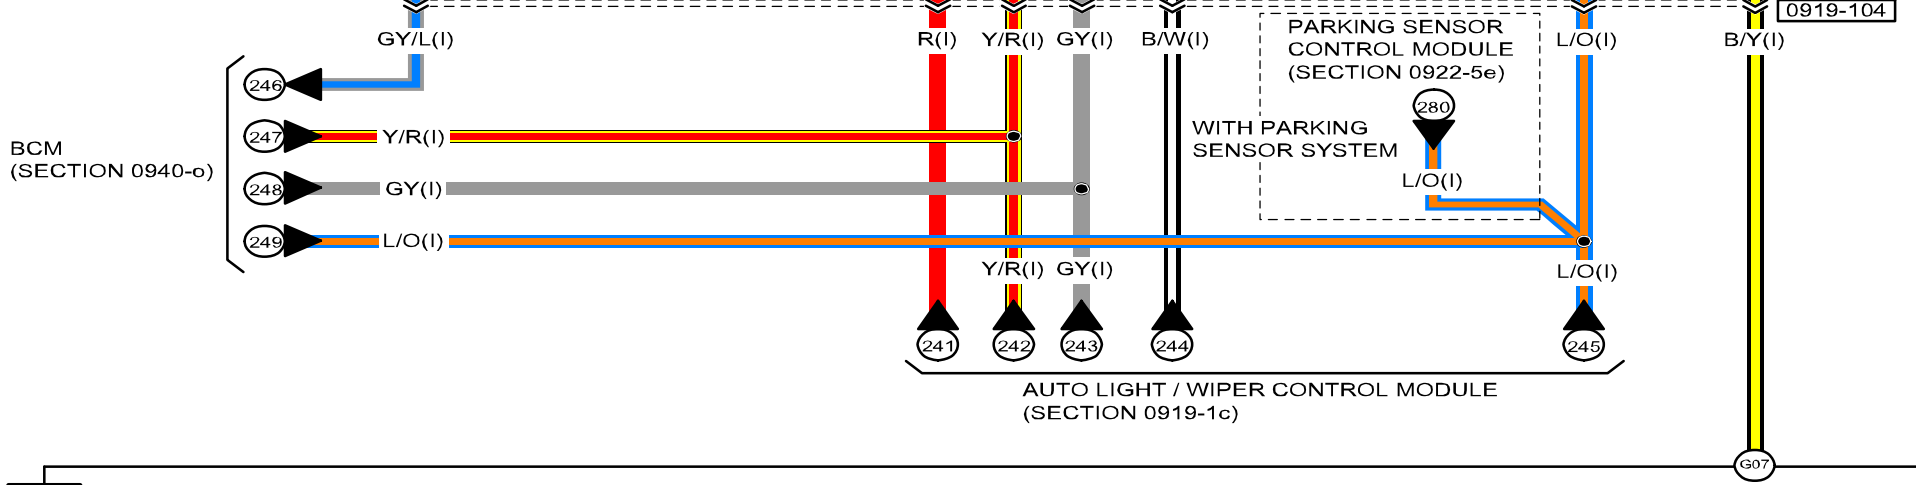 0919-104
GY/L(I)
R(I) Y/R(I) GY(I) B/W(I)
PARKING SENSOR
CONTROL MODULE
(SECTION 0922-5e)
L/O(I)
B/Y(I)
246
280
247
Y/R(I)
WITH PARKING
SENSOR SYSTEM
BCM
(SECTION 0940-o)
248
GY(I)
L/O(I)
249
L/O(I)
Y/R(I) GY(I)
L/O(I)
241 242 243 244 245
AUTO LIGHT / WIPER CONTROL MODULE
(SECTION 0919-1c)
G07